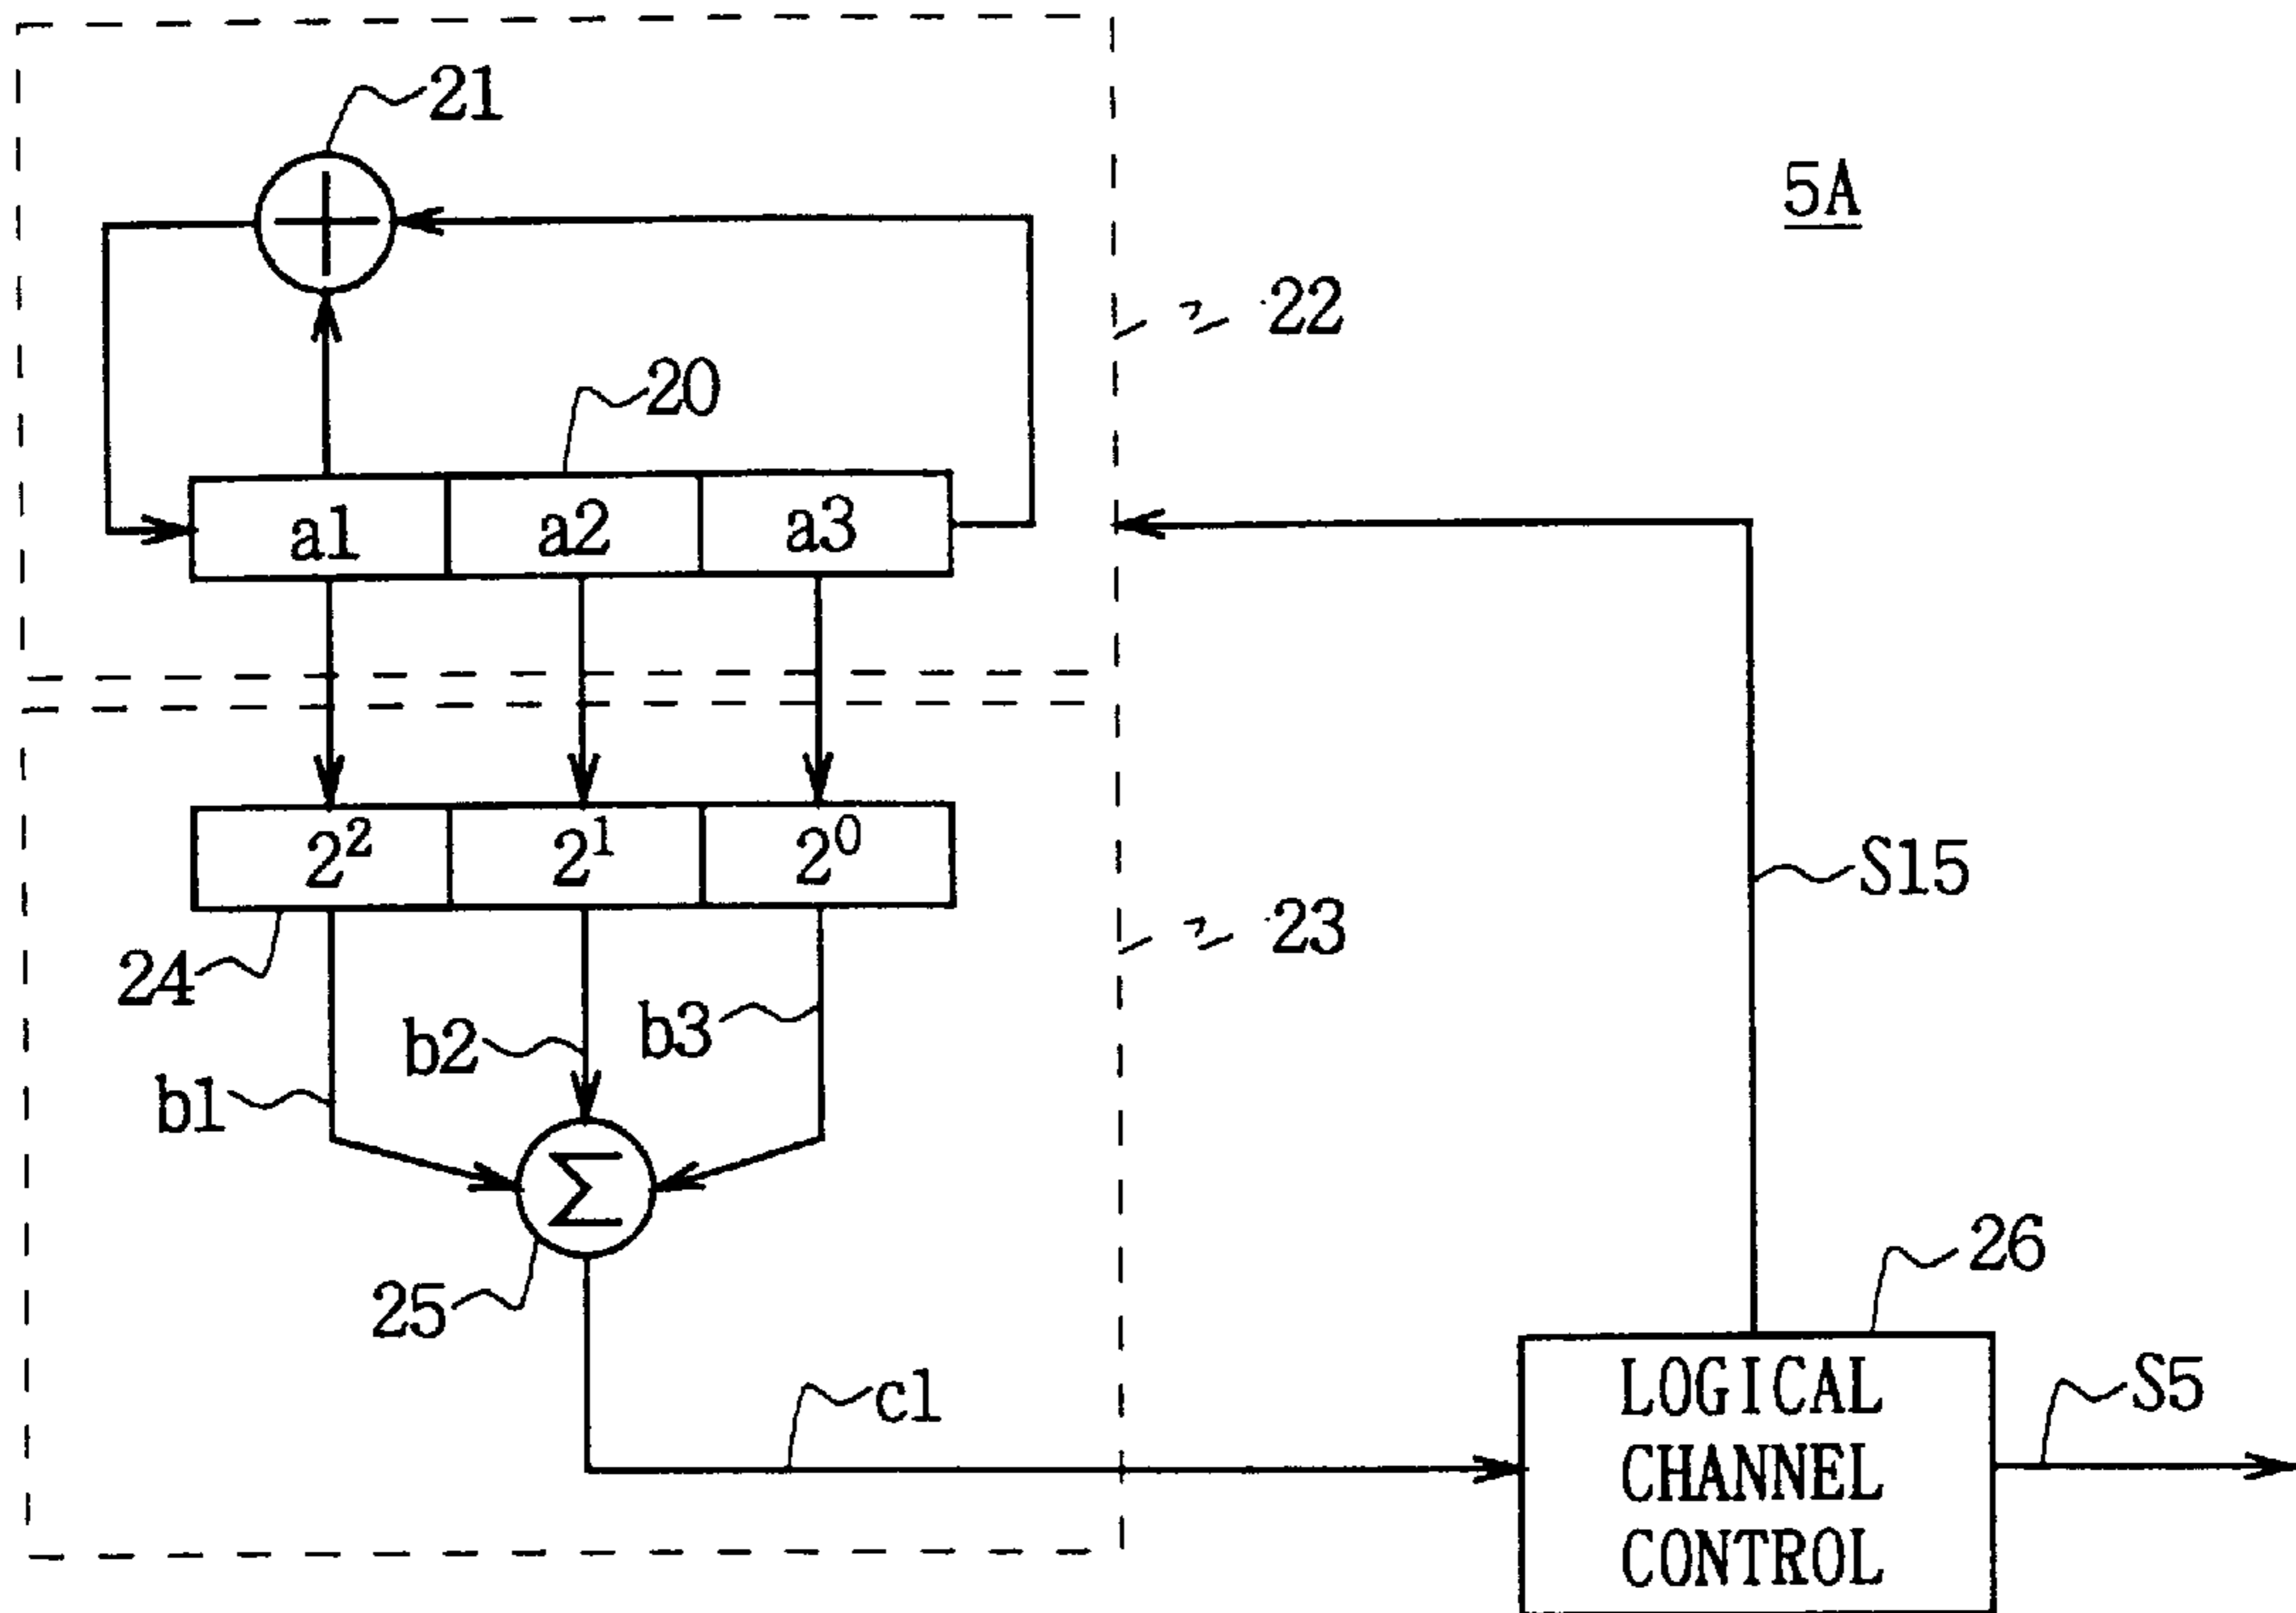 21
5A
22
20
a1 a2 a3
2² 2¹ 2⁰
S15
23
24
b3
b2
b1
Σ
26
25
LOGICAL
c1
S5
CHANNEL
CONTROL